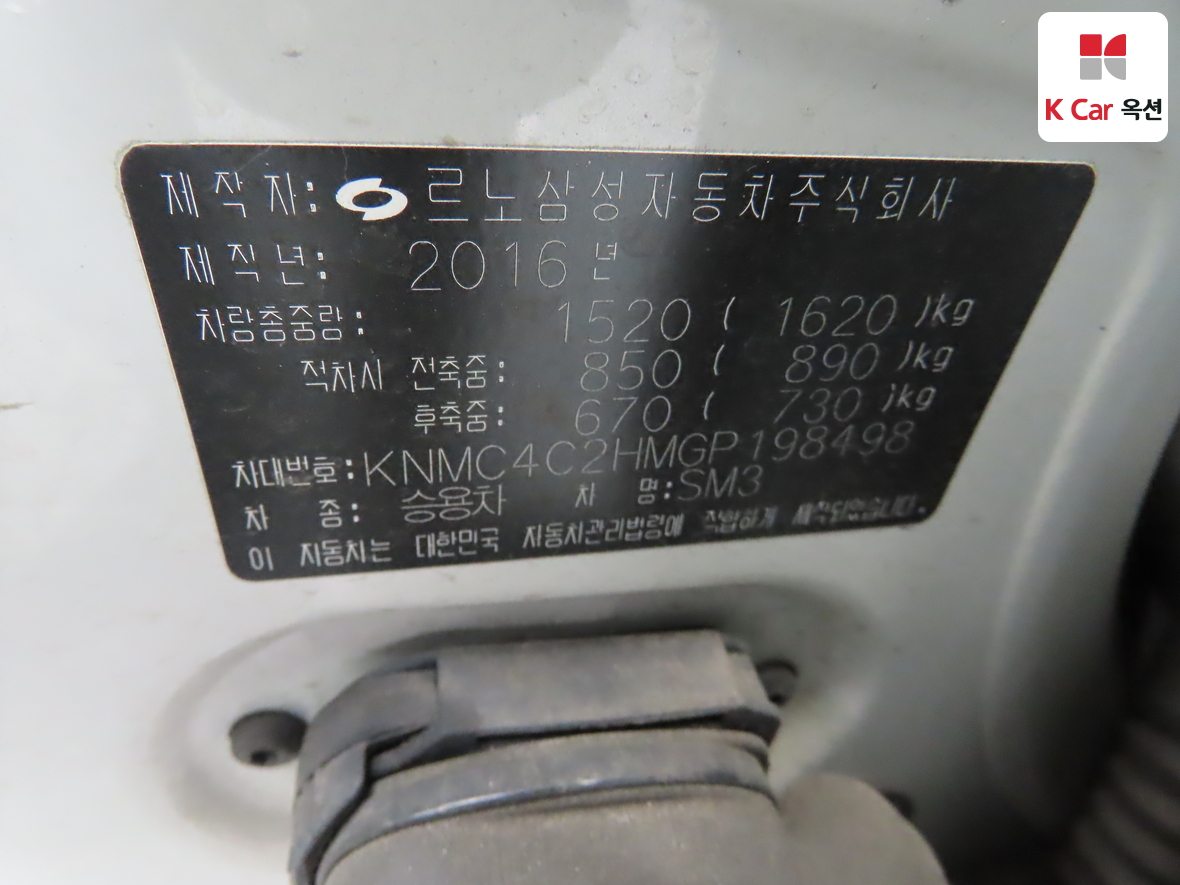 K Car 옥션
제 작 자: 르노삼성자동차주식회사
제 작 년: 2016 년
차량총중량: 1520 ( 1620 )kg
적차시 전축중: 850 ( 890 )kg
후축중: 670 ( 730 )kg
차대번호: KNMC4C2HMGP198498
차 종: 승용차 차 명: SM3
이 자동차는 대한민국 자동차관리법령에 적합하게 제작되었습니다.